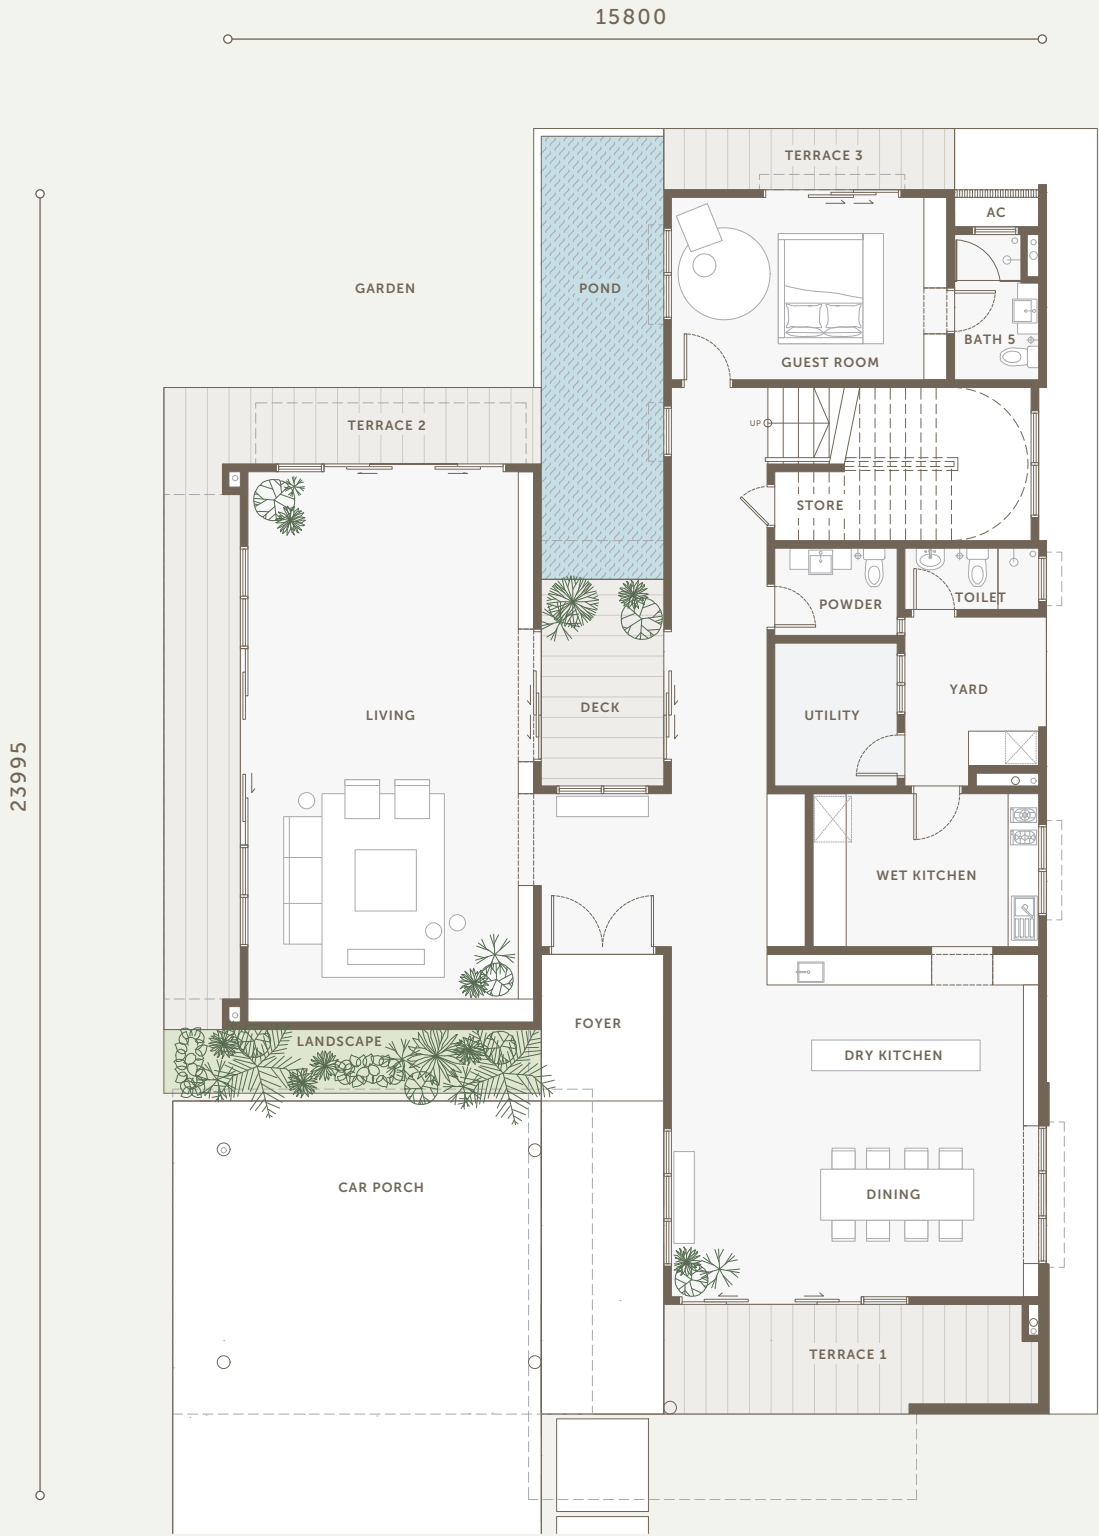 15800
TERRACE 3
AC
GARDEN
POND
BATH 5
GUEST ROOM
TERRACE 2
UP
STORE
POWDER
TOILET
YARD
DECK
LIVING
UTILITY
23995
WET KITCHEN
FOYER
LANDSCAPE
DRY KITCHEN
CAR PORCH
DINING
TERRACE 1